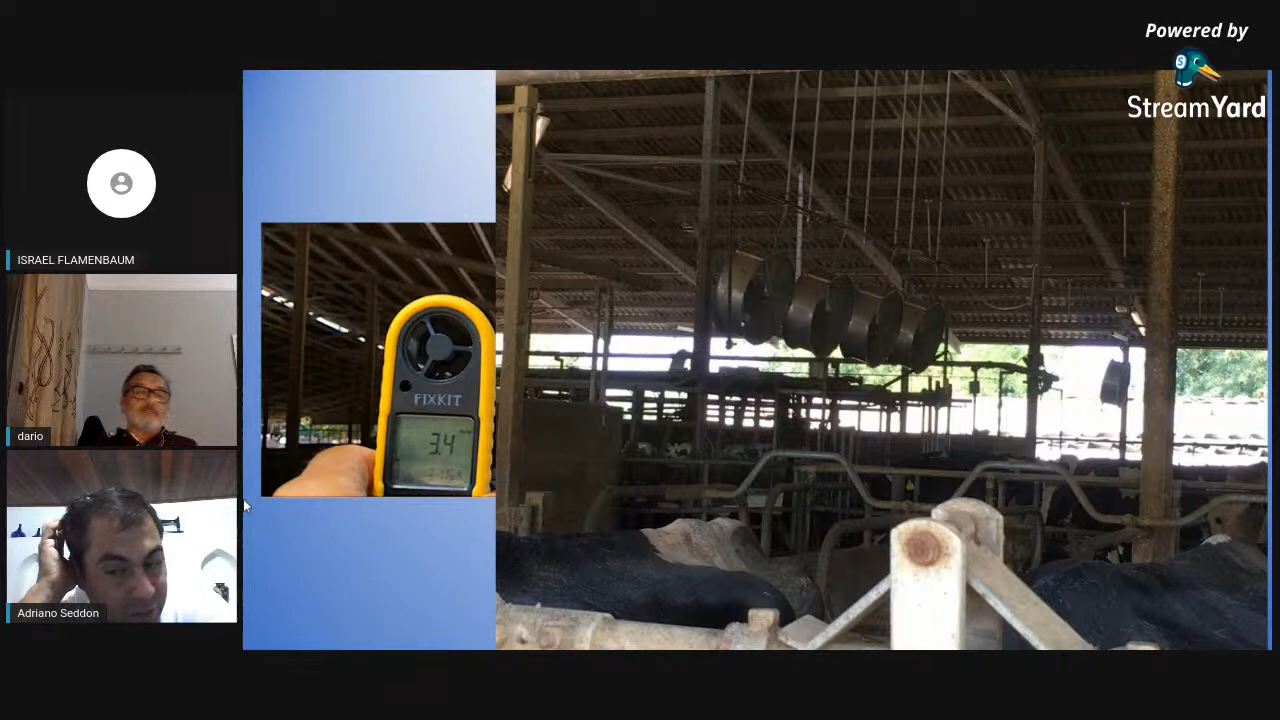 Powered by
StreamYard
ISRAEL FLAMENBAUM
dario
Adriano Seddon
FIXKIT
3.4